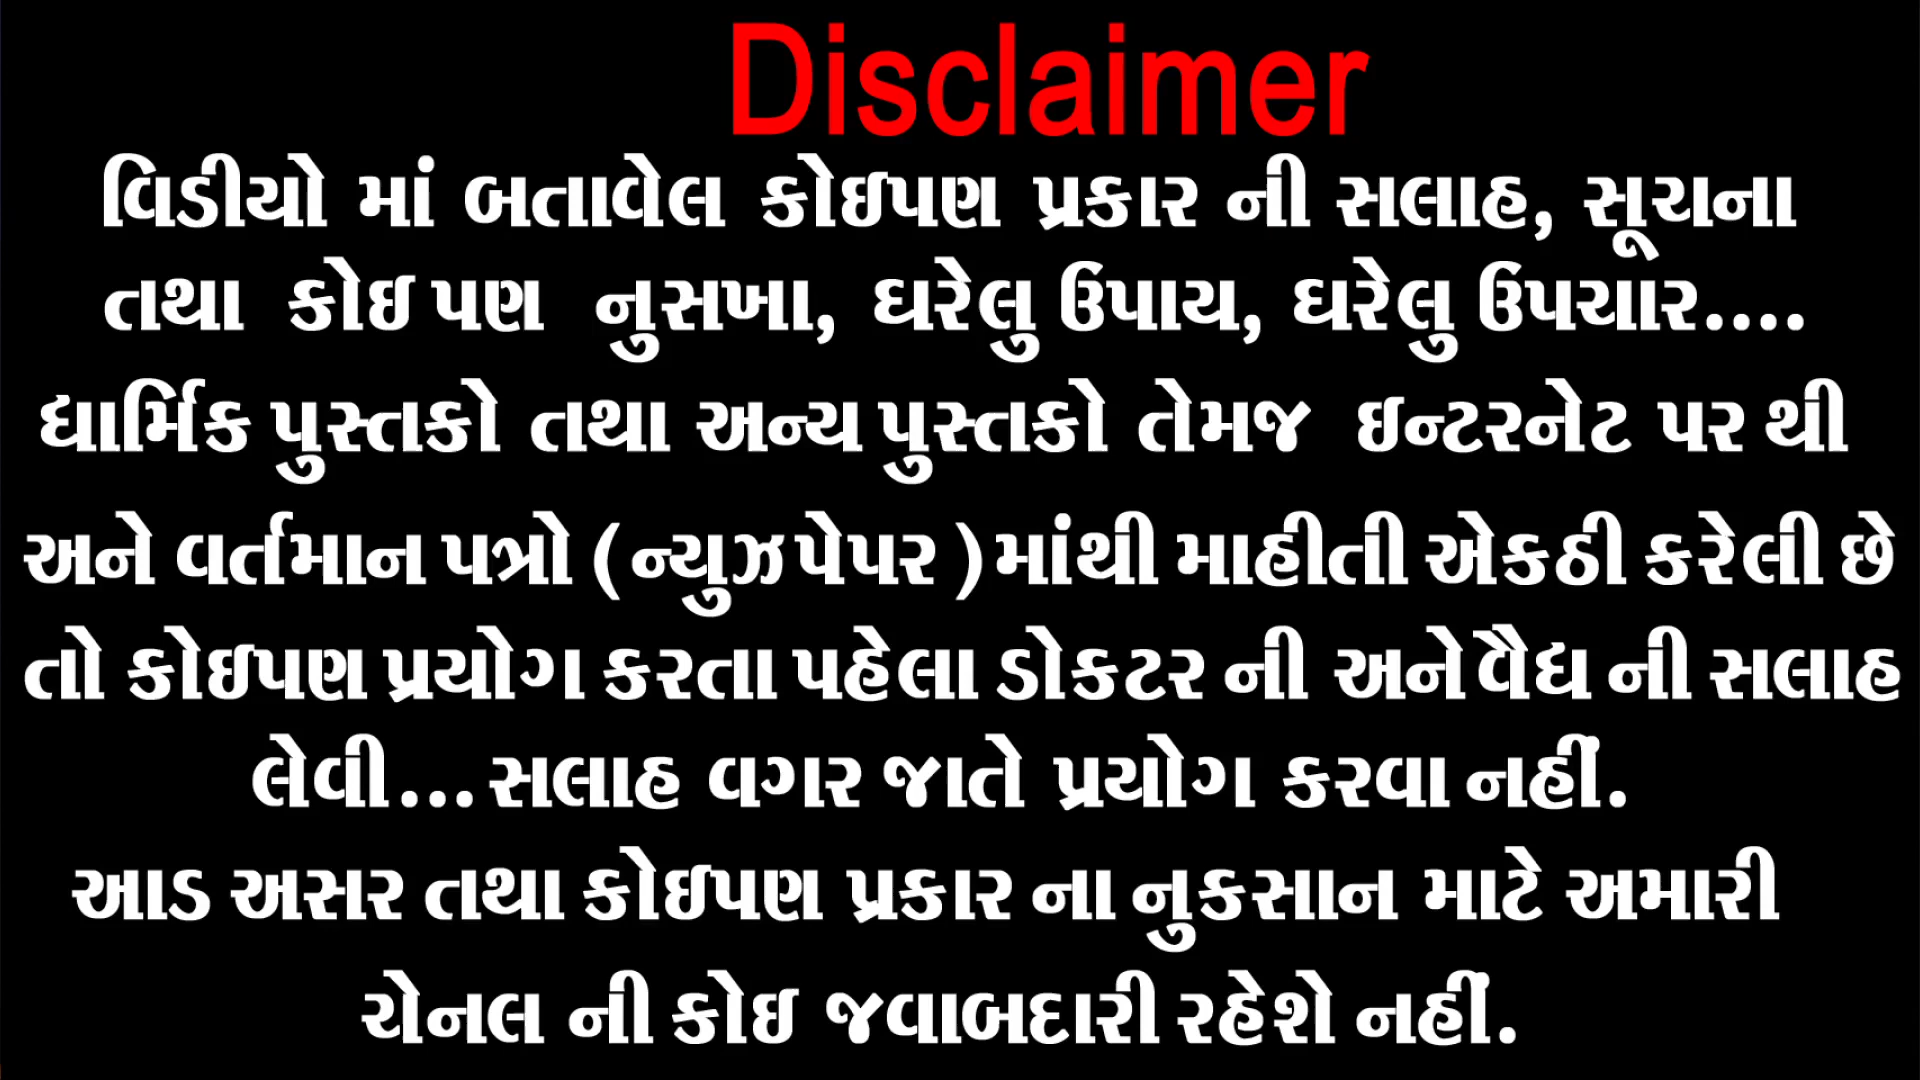 Disclaimer
વિડીયો માં બતાવેલ કોઇપણ પ્રકાર ની સલાહ, સૂચના
તથા કોઇ પણ નુસખા, ઘરેલુ ઉપાય, ઘરેલુ ઉપચાર....
ધાર્મિક પુસ્તકો તથા અન્ય પુસ્તકો તેમજ ઇન્ટરનેટ પર થી
અને વર્તમાન પત્રો ( ન્યુઝ પેપર ) માંથી માહીતી એકઠી કરેલી છે
તો કોઇપણ પ્રયોગ કરતા પહેલા ડોકટર ની અને વૈદ્ય ની સલાહ
લેવી... સલાહ વગર જાતે પ્રયોગ કરવા નહીં.
આડ અસર તથા કોઇપણ પ્રકાર ના નુકસાન માટે અમારી
ચેનલ ની કોઇ જવાબદારી રહેશે નહીં.